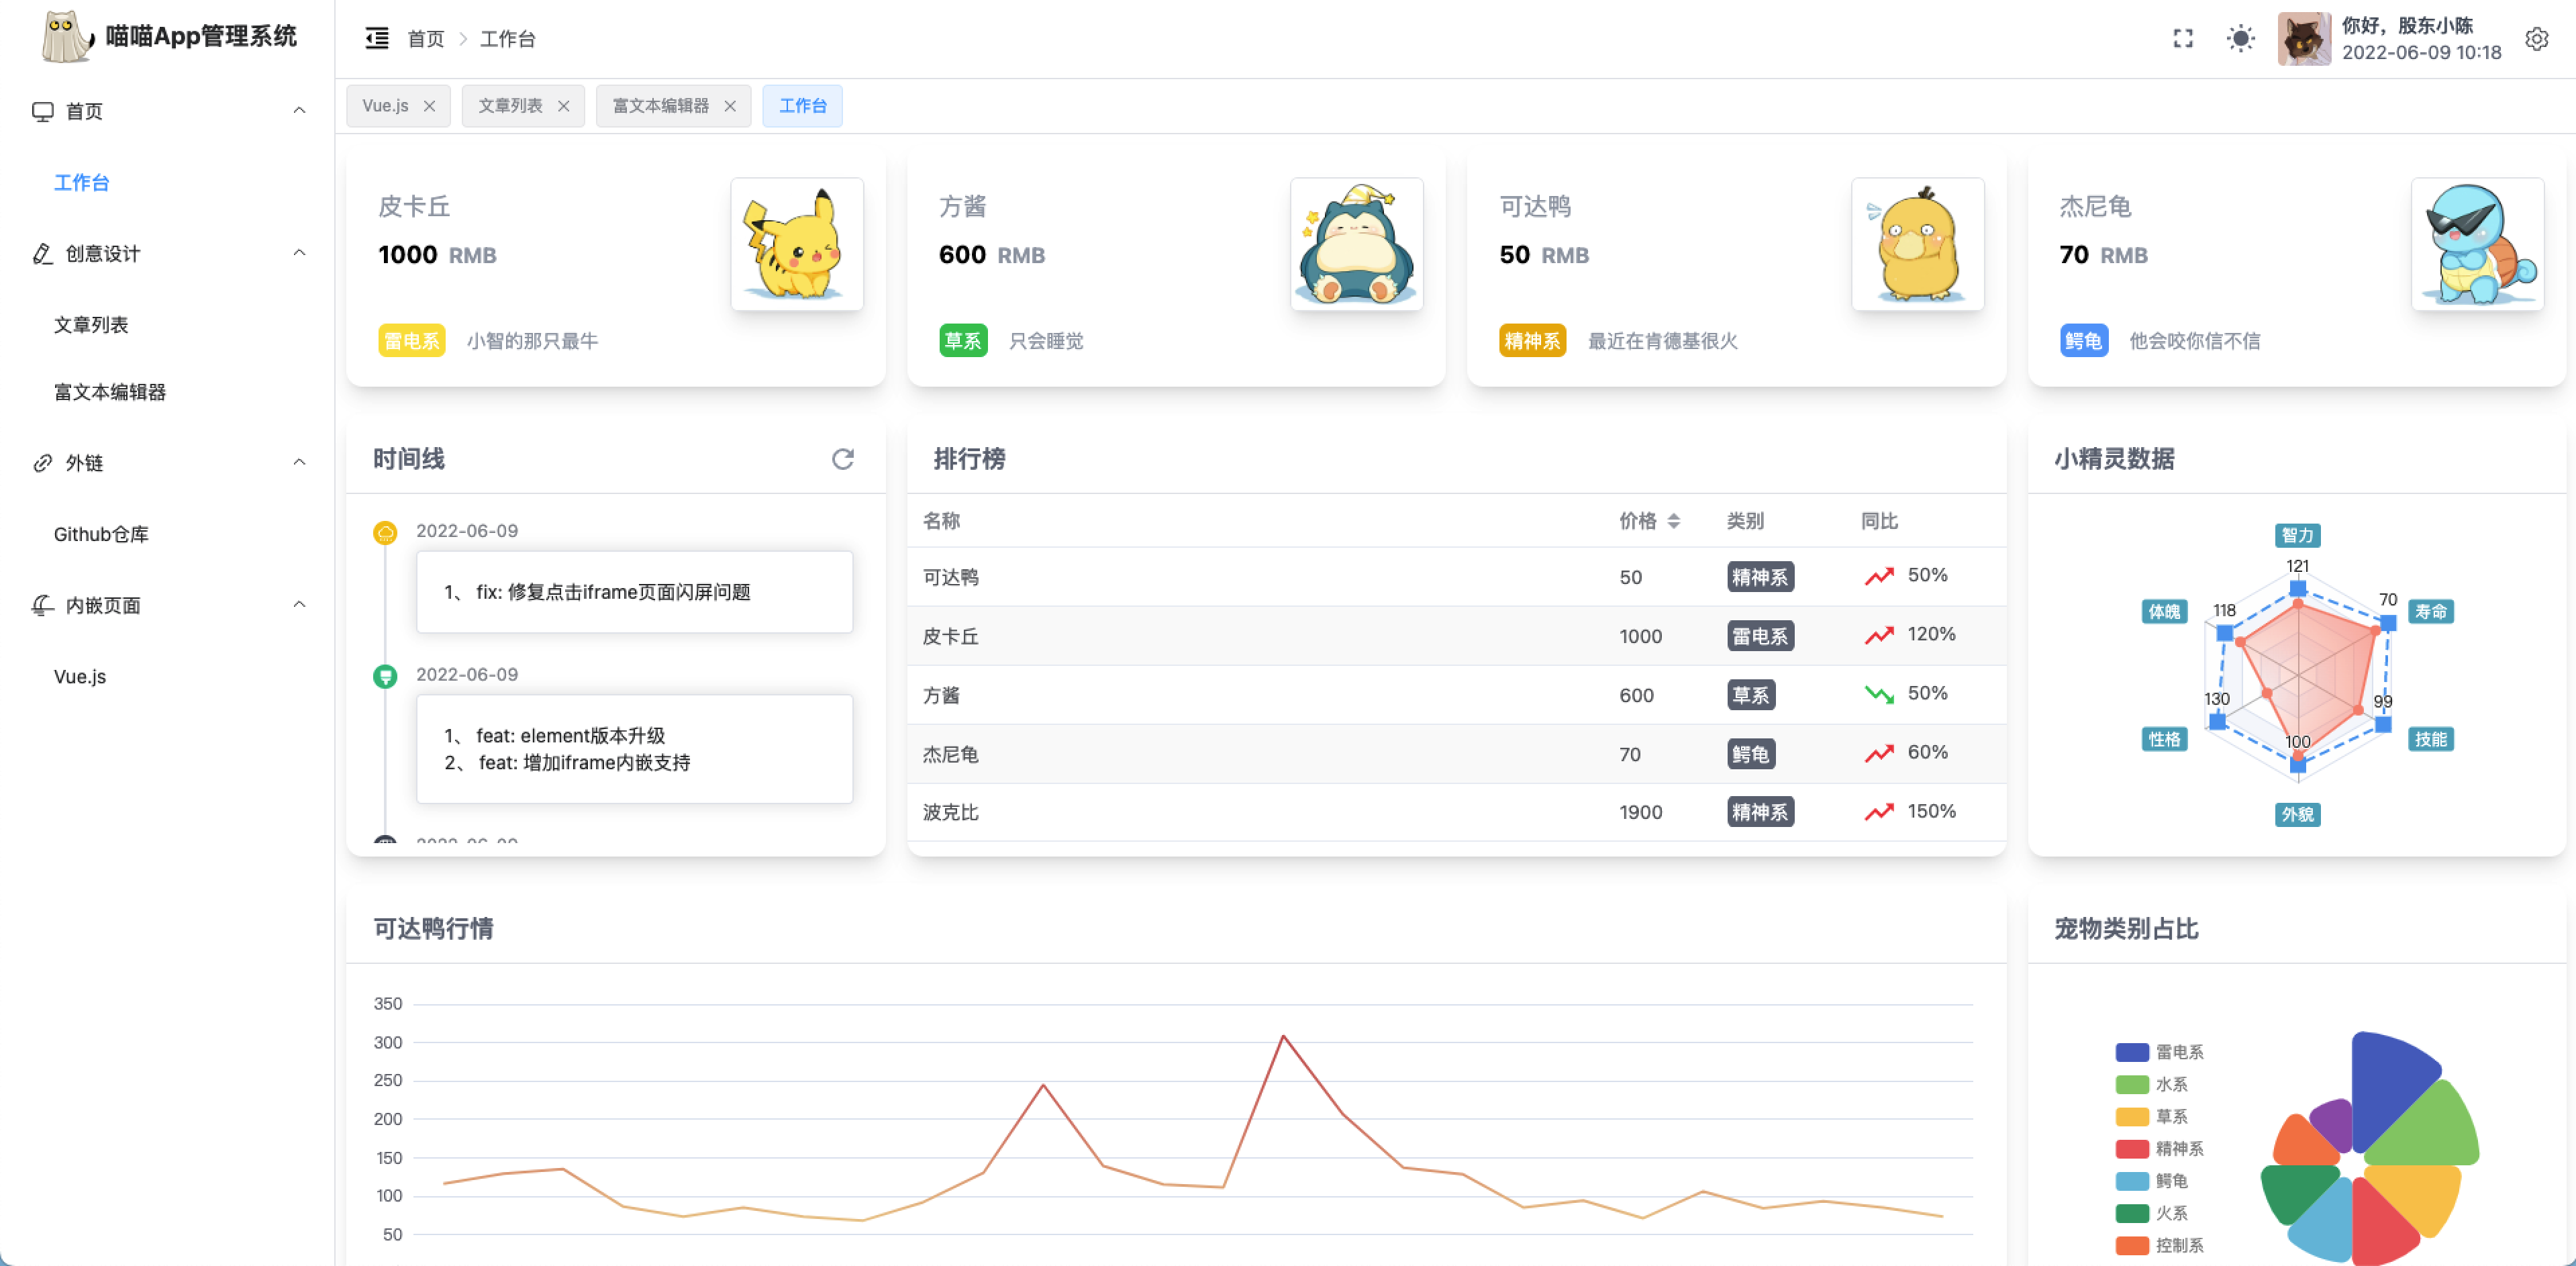 喵喵App管理系统
首页 工作台
你好，股东小陈
2022-06-09 10:18
首页
工作台
创意设计
文章列表
富文本编辑器
外链
Github仓库
内嵌页面
Vue.js
Vue.js 文章列表 富文本编辑器 工作台
皮卡丘
1000 RMB
雷电系 小智的那只最牛
方酱
600 RMB
草系 只会睡觉
可达鸭
50 RMB
精神系 最近在肯德基很火
杰尼龟
70 RMB
鳄龟 他会咬你信不信
时间线
2022-06-09
1、 fix: 修复点击iframe页面闪屏问题
2022-06-09
1、 feat: element版本升级
2、 feat: 增加iframe内嵌支持
排行榜
名称 价格 类别 同比
可达鸭 50 精神系 50%
皮卡丘 1000 雷电系 120%
方酱 600 草系 50%
杰尼龟 70 鳄龟 60%
波克比 1900 精神系 150%
小精灵数据
智力
121
体魄 118 70 寿命
130 99
性格 100 技能
外貌
可达鸭行情
350
300
250
200
150
100
50
宠物类别占比
雷电系
水系
草系
精神系
鳄龟
火系
控制系